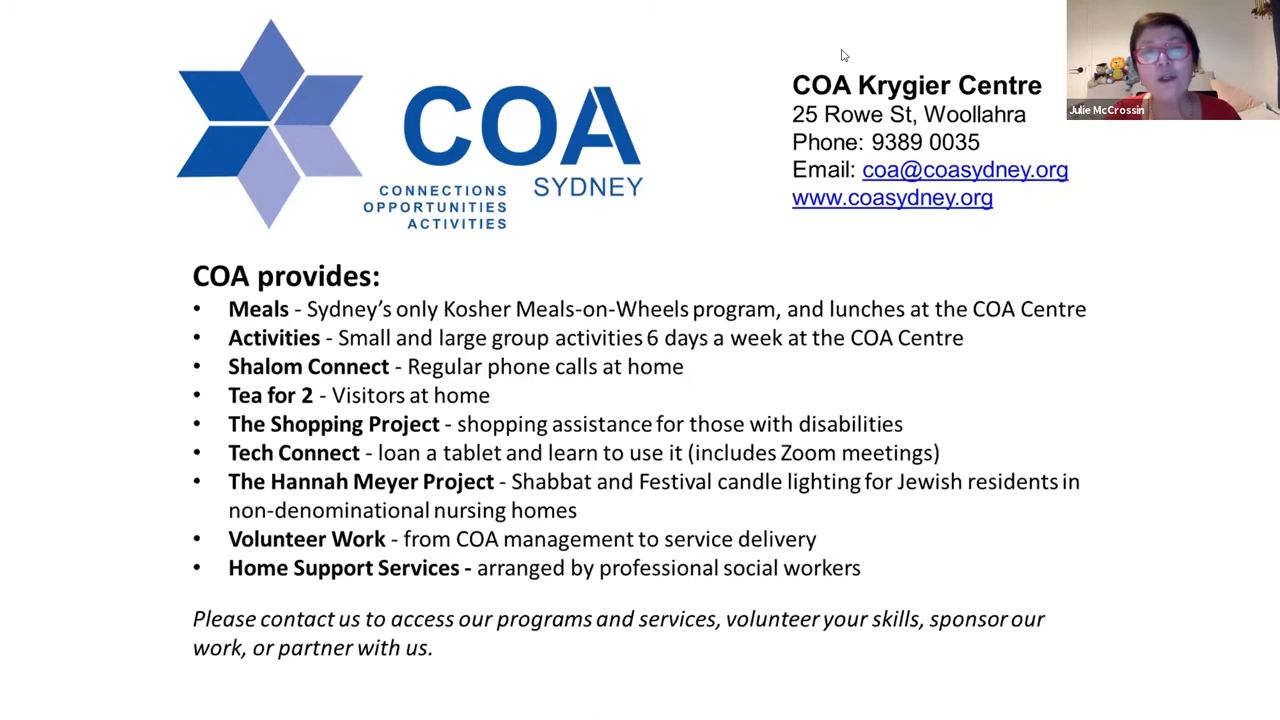 COA
SYDNEY
CONNECTIONS
OPPORTUNITIES
ACTIVITIES
COA Krygier Centre
25 Rowe St, Woollahra
Phone: 9389 0035
Email: coa@coasydney.org
www.coasydney.org
Julie McCrossin
COA provides:
• Meals - Sydney’s only Kosher Meals-on-Wheels program, and lunches at the COA Centre
• Activities - Small and large group activities 6 days a week at the COA Centre
• Shalom Connect - Regular phone calls at home
• Tea for 2 - Visitors at home
• The Shopping Project - shopping assistance for those with disabilities
• Tech Connect - loan a tablet and learn to use it (includes Zoom meetings)
• The Hannah Meyer Project - Shabbat and Festival candle lighting for Jewish residents in
non-denominational nursing homes
• Volunteer Work - from COA management to service delivery
• Home Support Services - arranged by professional social workers
Please contact us to access our programs and services, volunteer your skills, sponsor our
work, or partner with us.